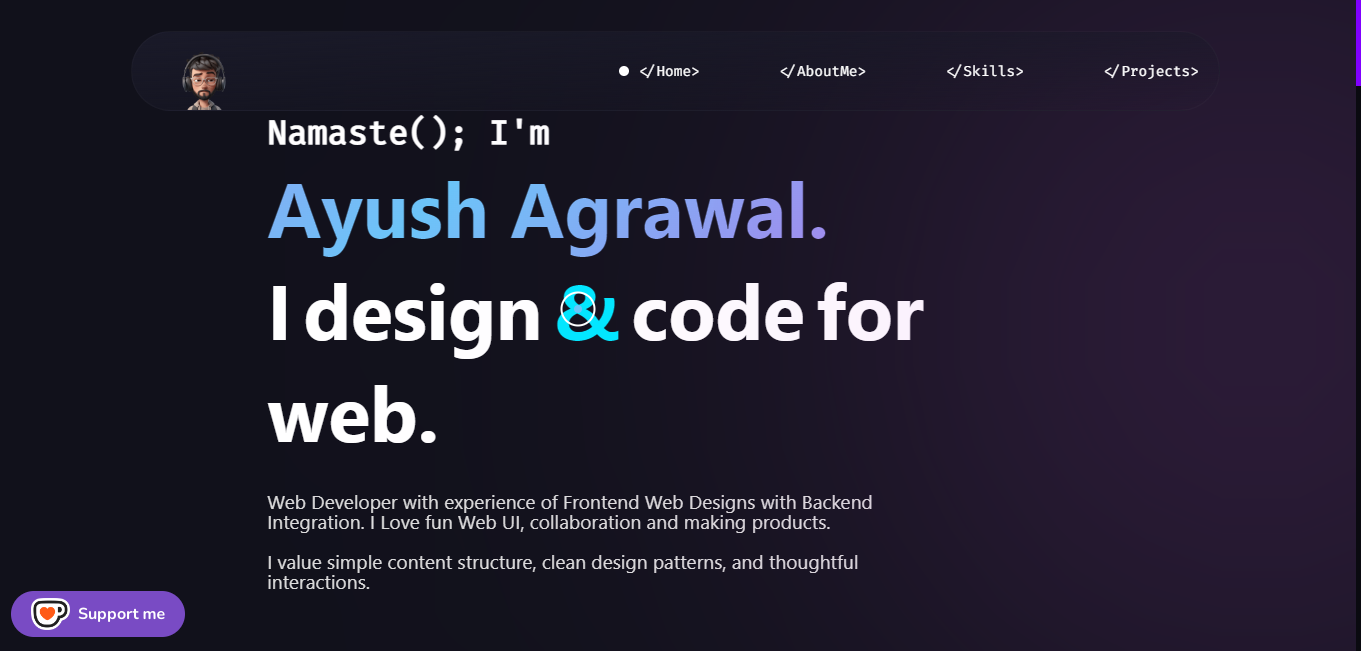 </Home>
</AboutMe>
</Skills>
</Projects>
Namaste(); I'm
Ayush Agrawal.
I design & code for
web.
Web Developer with experience of Frontend Web Designs with Backend
Integration. I Love fun Web UI, collaboration and making products.
I value simple content structure, clean design patterns, and thoughtful
interactions.
Support me